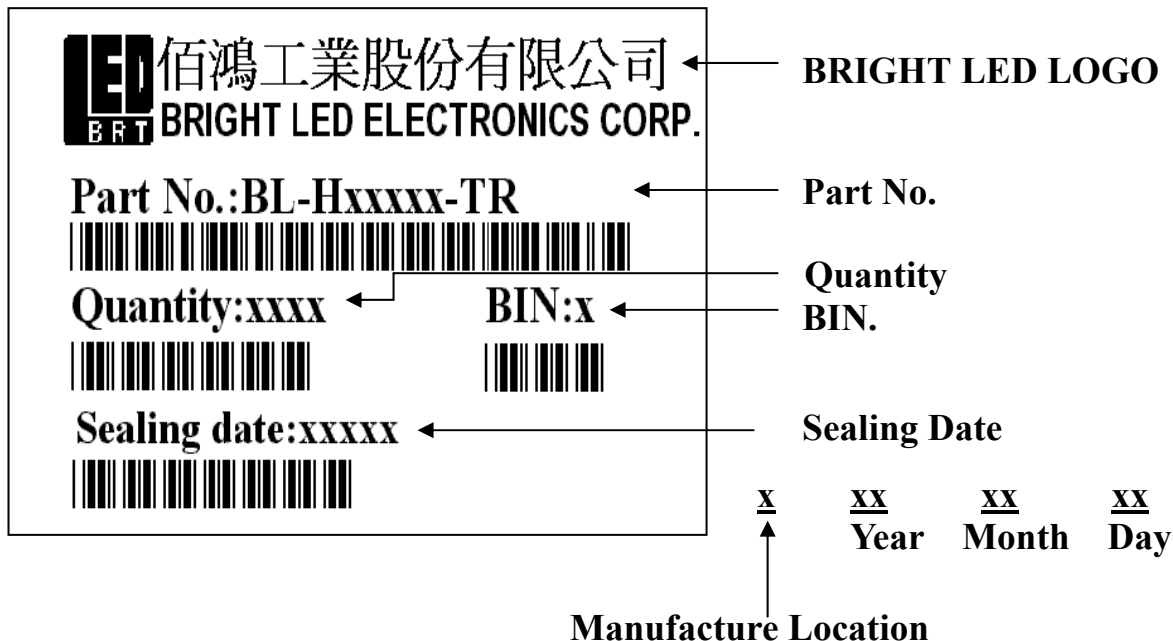 LED 佰鴻工業股份有限公司
BRT BRIGHT LED ELECTRONICS CORP.
BRIGHT LED LOGO
Part No.:BL-Hxxxxx-TR
Part No.
Quantity:xxxx
BIN:x
Quantity
BIN.
Sealing date:xxxxx
Sealing Date
x xx xx xx
Year Month Day
Manufacture Location